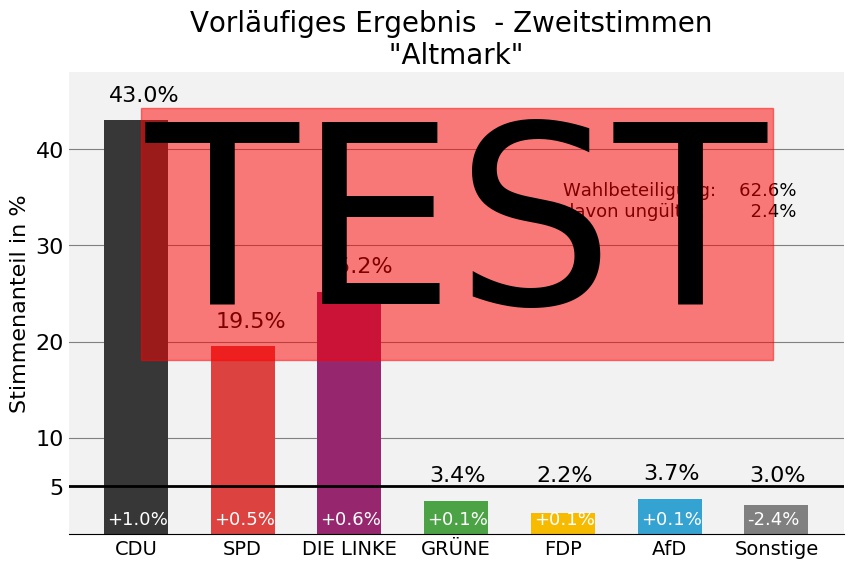 Vorläufiges Ergebnis - Zweitstimmen
"Altmark"
43.0%
TEST
Wahlbeteiligung: 62.6%
davon ungültig: 2.4%
19.5%
3.4%
2.2%
3.7%
3.0%
Stimmenanteil in %
40
30
20
10
5
+1.0%
+0.5%
+0.6%
+0.1%
+0.1%
+0.1%
-2.4%
CDU
SPD
DIE LINKE
GRÜNE
FDP
AfD
Sonstige